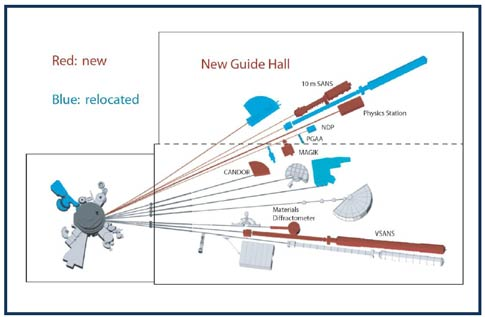 Red: new
New Guide Hall
Blue: relocated
10 m SANS
Physics Station
NDP
PGAA
MAGIK
CANDOR
Materials
Diffractometer
VSANS